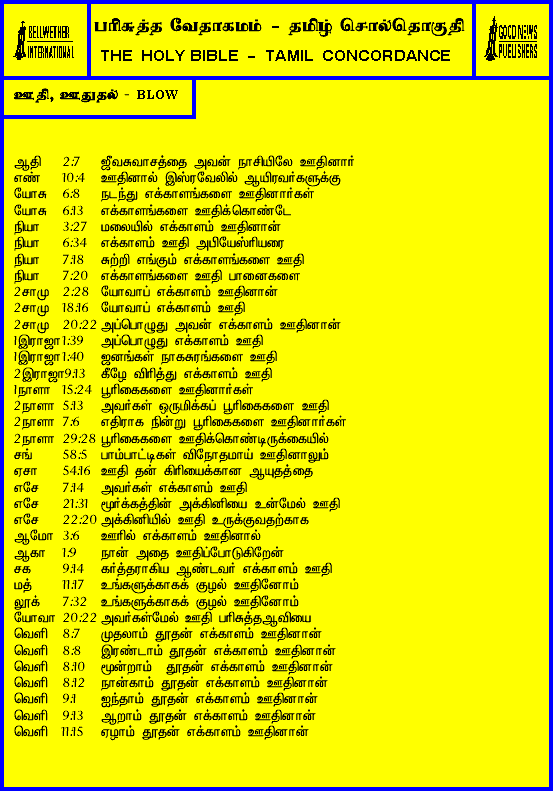 BELLWETHER
INTERNATIONAL
பரிசுத்த வேதாகமம் - தமிழ் சொல்தொகுதி
THE HOLY BIBLE - TAMIL CONCORDANCE
GOOD NEWS
PUBLISHERS
ஊதி, ஊதுதல் - BLOW
ஆதி 2:7 ஜீவசுவாசத்தை அவன் நாசியிலே ஊதினார்
எண் 10:4 ஊதினால் இஸ்ரவேலில் ஆயிரவர்களுக்கு
யோசு 6:8 நடந்து எக்காளங்களை ஊதினார்கள்
யோசு 6:13 எக்காளங்களை ஊதிக்கொண்டே
நியா 3:27 மலையில் எக்காளம் ஊதினான்
நியா 6:34 எக்காளம் ஊதி அபியேஸ்ரியரை
நியா 7:18 சுற்றி எங்கும் எக்காளங்களை ஊதி
நியா 7:20 எக்காளங்களை ஊதி பானைகளை
2சாமு 2:28 யோவாப் எக்காளம் ஊதினான்
2சாமு 18:16 யோவாப் எக்காளம் ஊதி
2சாமு 20:22 அப்பொழுது அவன் எக்காளம் ஊதினான்
1இராஜா 1:39 அப்பொழுது எக்காளம் ஊதி
1இராஜா 1:40 ஜனங்கள் நாகசுரங்களை ஊதி
2இராஜா 9:13 கீழே விரித்து எக்காளம் ஊதி
1நாளா 15:24 பூரிகைகளை ஊதினார்கள்
2நாளா 5:13 அவர்கள் ஒருமிக்கப் பூரிகைகளை ஊதி
2நாளா 7:6 எதிராக நின்று பூரிகைகளை ஊதினார்கள்
2நாளா 29:28 பூரிகைகளை ஊதிக்கொண்டிருக்கையில்
சங் 58:5 பாம்பாட்டிகள் விநோதமாய் ஊதினாலும்
ஏசா 54:16 ஊதி தன் கிரியைக்கான ஆயுதத்தை
எசே 7:14 அவர்கள் எக்காளம் ஊதி
எசே 21:31 மூர்க்கத்தின் அக்கினியை உன்மேல் ஊதி
எசே 22:20 அக்கினியில் ஊதி உருக்குவதற்காக
ஆமோ 3:6 ஊரில் எக்காளம் ஊதினால்
ஆகா 1:9 நான் அதை ஊதிப்போடுகிறேன்
சக 9:14 கர்த்தராகிய ஆண்டவர் எக்காளம் ஊதி
மத் 11:17 உங்களுக்காகக் குழல் ஊதினோம்
லூக் 7:32 உங்களுக்காகக் குழல் ஊதினோம்
யோவா 20:22 அவர்கள்மேல் ஊதி பரிசுத்தஆவியை
வெளி 8:7 முதலாம் தூதன் எக்காளம் ஊதினான்
வெளி 8:8 இரண்டாம் தூதன் எக்காளம் ஊதினான்
வெளி 8:10 மூன்றாம் தூதன் எக்காளம் ஊதினான்
வெளி 8:12 நான்காம் தூதன் எக்காளம் ஊதினான்
வெளி 9:1 ஐந்தாம் தூதன் எக்காளம் ஊதினான்
வெளி 9:13 ஆறாம் தூதன் எக்காளம் ஊதினான்
வெளி 11:15 ஏழாம் தூதன் எக்காளம் ஊதினான்